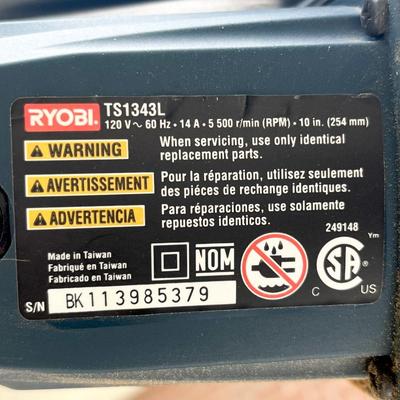 RYOBI. TS1343L
120 V ~ 60 Hz • 14 A • 5 500 r/min (RPM) • 10 in. (254 mm)
WARNING When servicing, use only identical
replacement parts.
AVERTISSEMENT Pour la réparation, utilisez seulement
des piéces de rechange identiques.
ADVERTENCIA Para reparaciones, use solamente
repuestos identicos.
249148
Ym
Made in Taiwan
Fabriqué en Taiwan
Fabricado en Taiwan
NOM
CSA
C US
S/N BK113985379